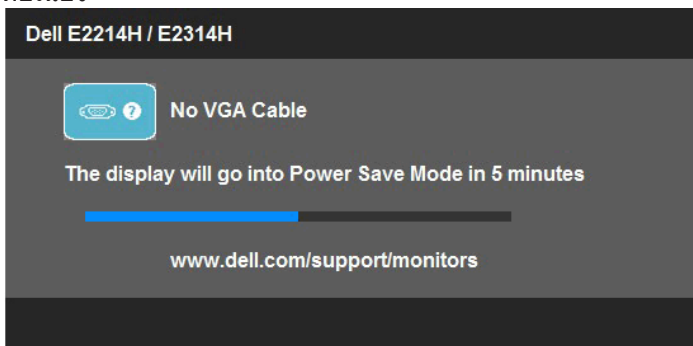 Dell E2214H / E2314H
No VGA Cable
The display will go into Power Save Mode in 5 minutes
www.dell.com/support/monitors